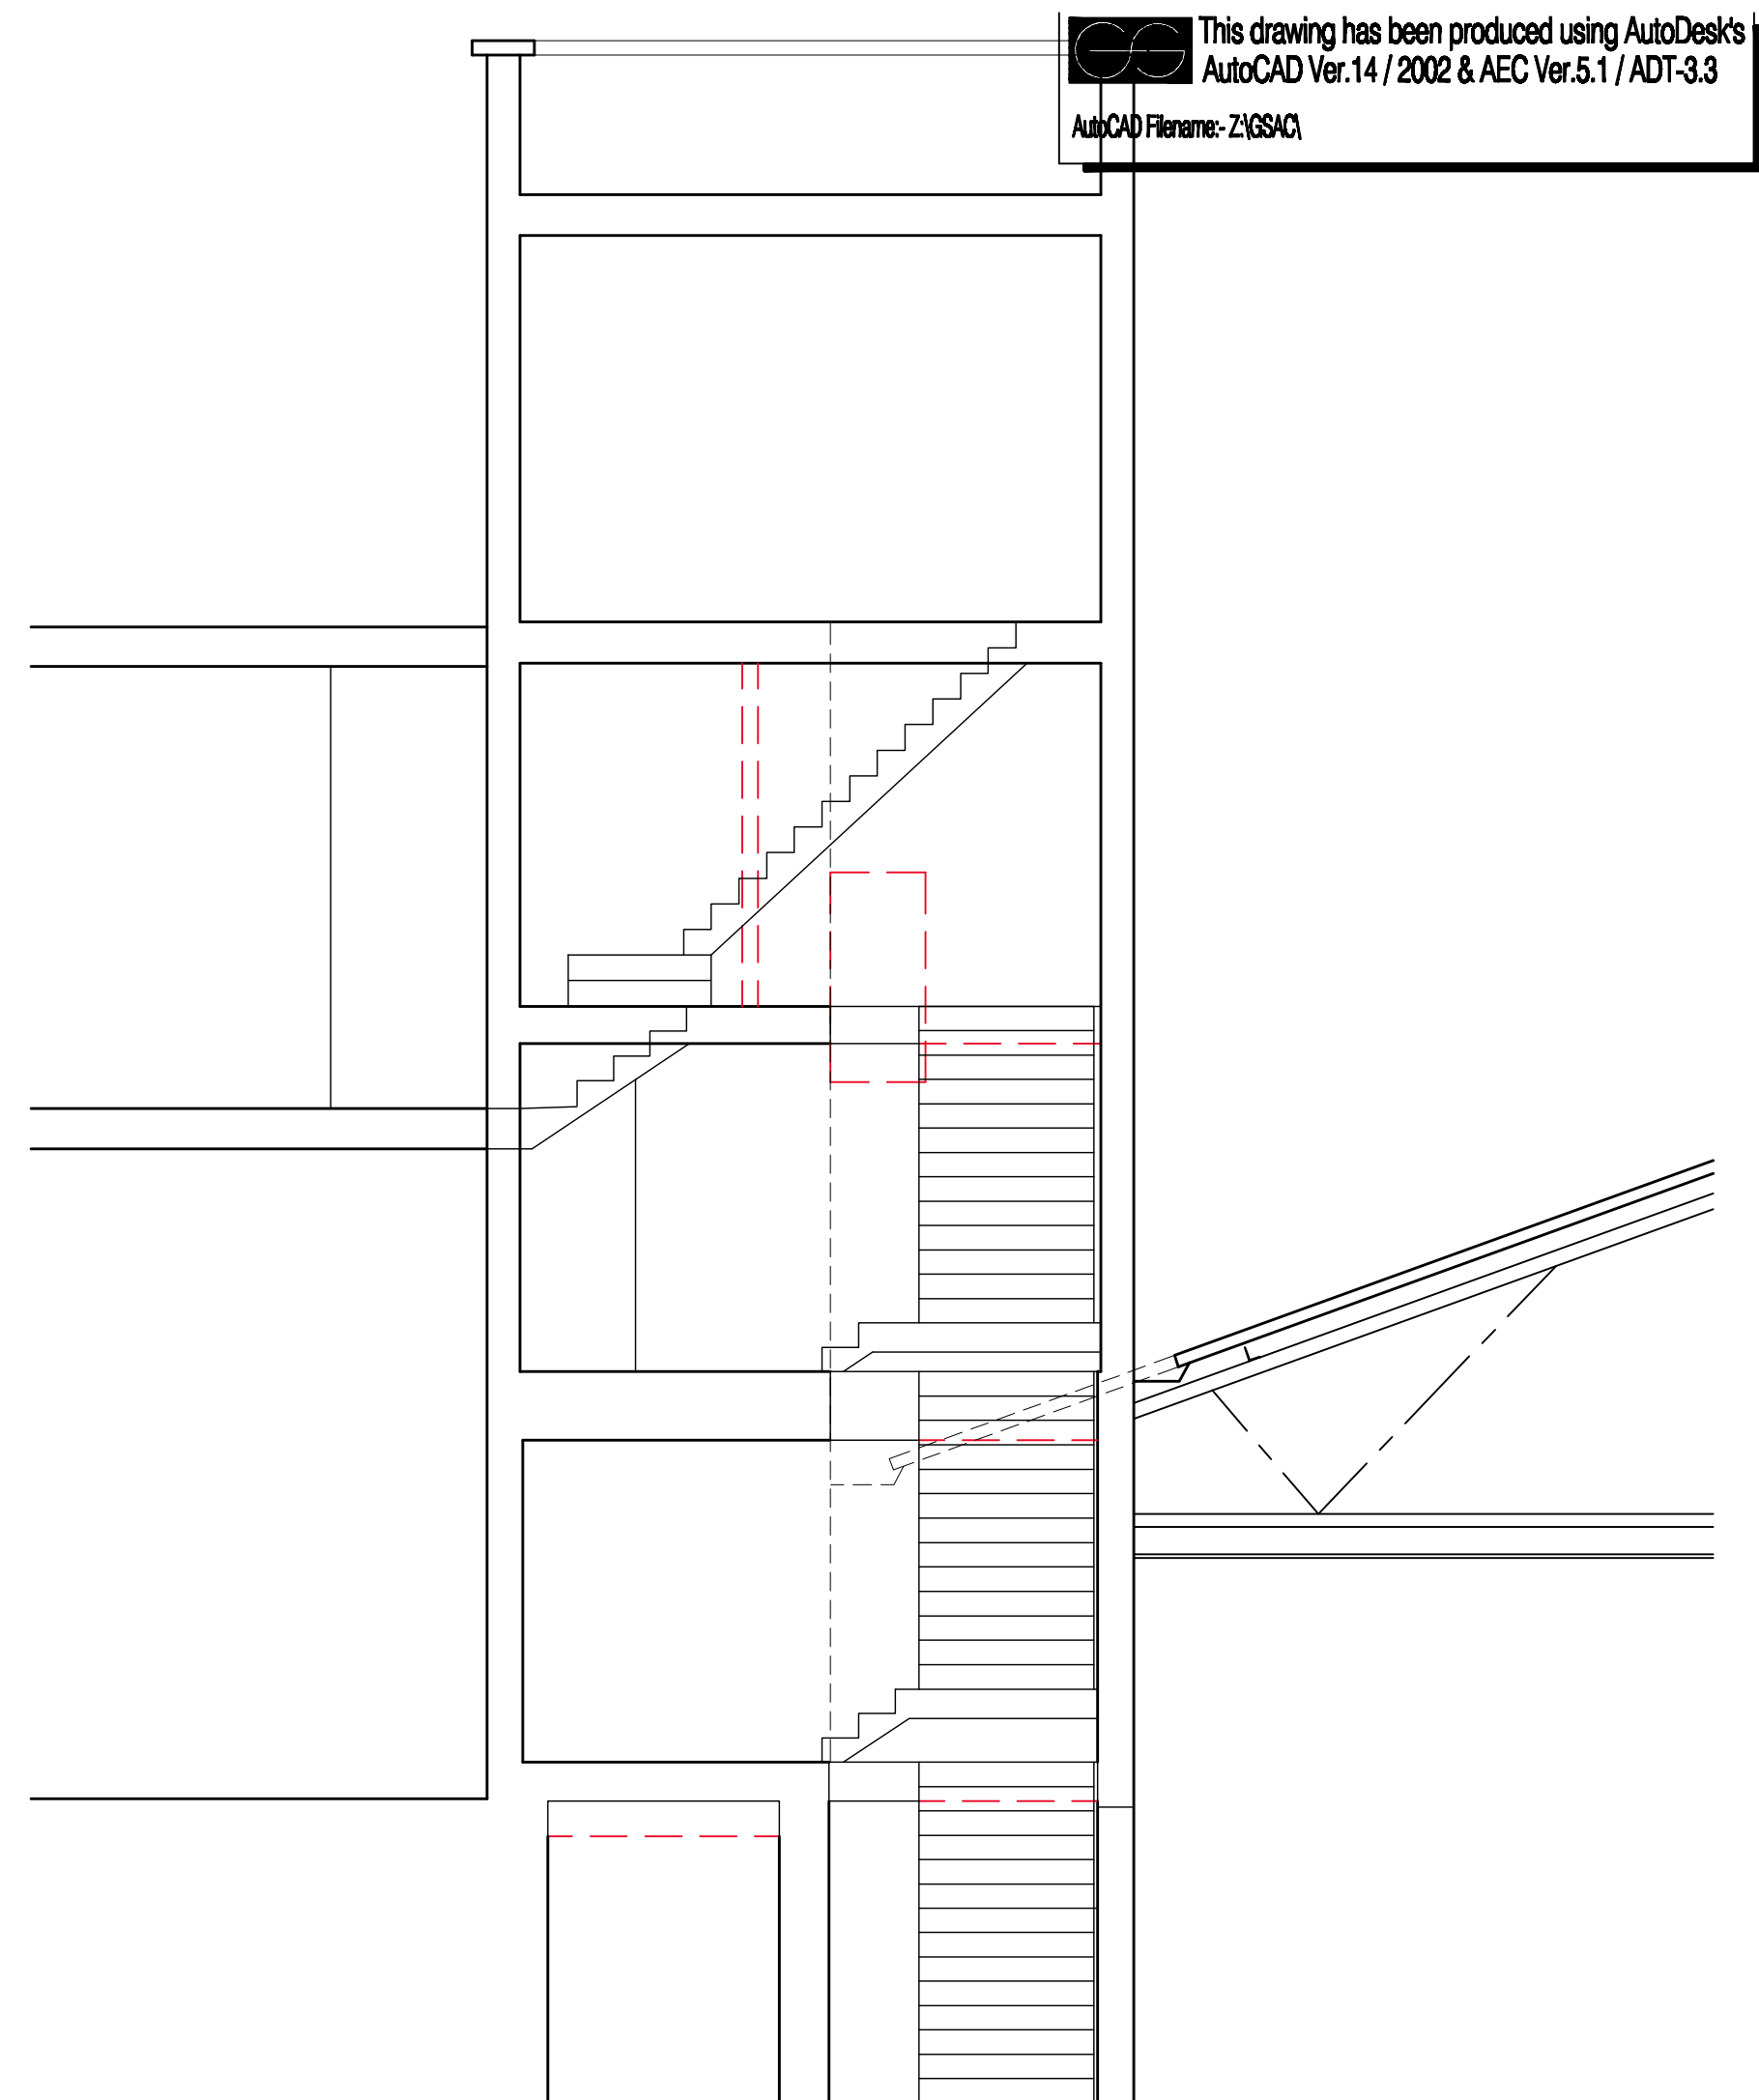 This drawing has been produced using AutoDesk's
AutoCAD Ver.14 / 2002 & AEC Ver.5.1 / ADT-3.3
AutoCAD Filename:- Z:\GSAC\